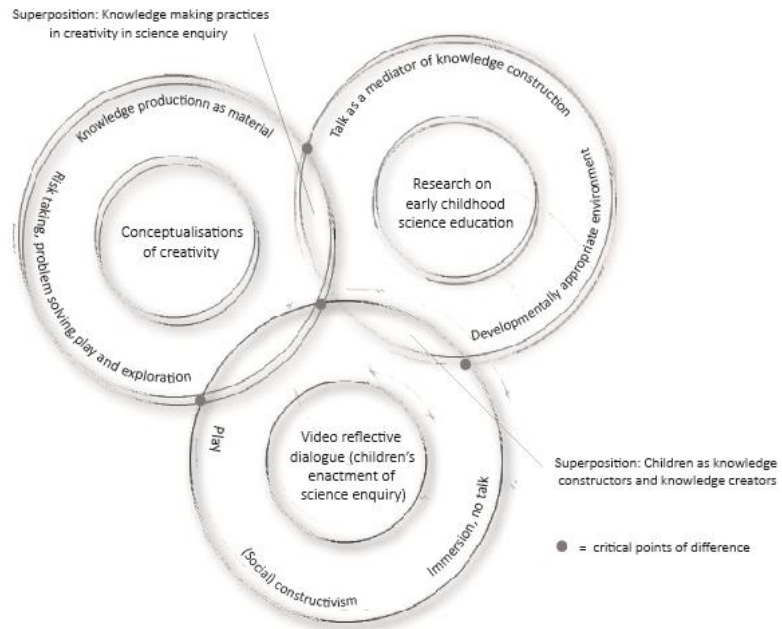 Superposition: Knowledge making practices
in creativity in science enquiry
Knowledge productionn as material
Risk taking, problem solving,play and exploration
Conceptualisations
of creativity
Talk as a mediator of knowledge construction
Research on
early childhood
science education
Developmentally appropriate environment
Play
Video reflective
dialogue (children’s
enactment of
science enquiry)
(Social) constructivism
Immersion, no talk
Superposition: Children as knowledge
constructors and knowledge creators
= critical points of difference